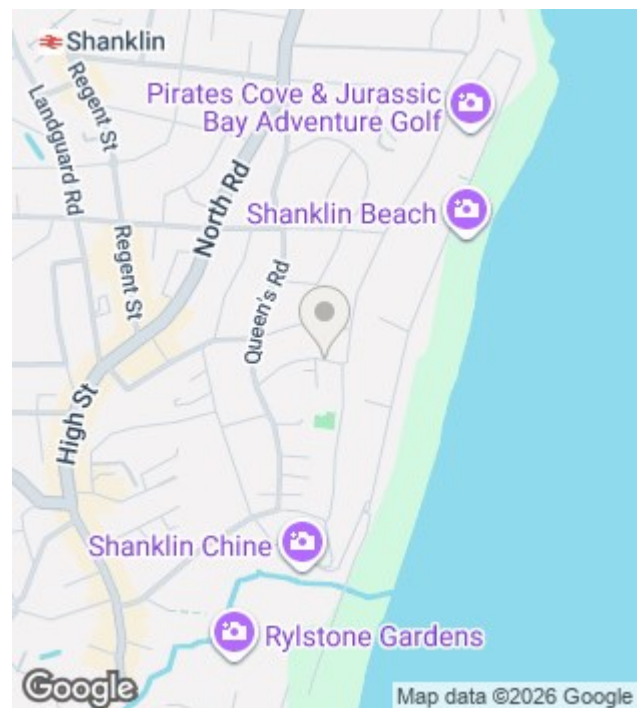 Shanklin
Regent St
Landguard Rd
Pirates Cove & Jurassic
Bay Adventure Golf
North Rd
Shanklin Beach
Regent St
Queen's Rd
High St
Shanklin Chine
Rylstone Gardens
Google
Map data ©2026 Google